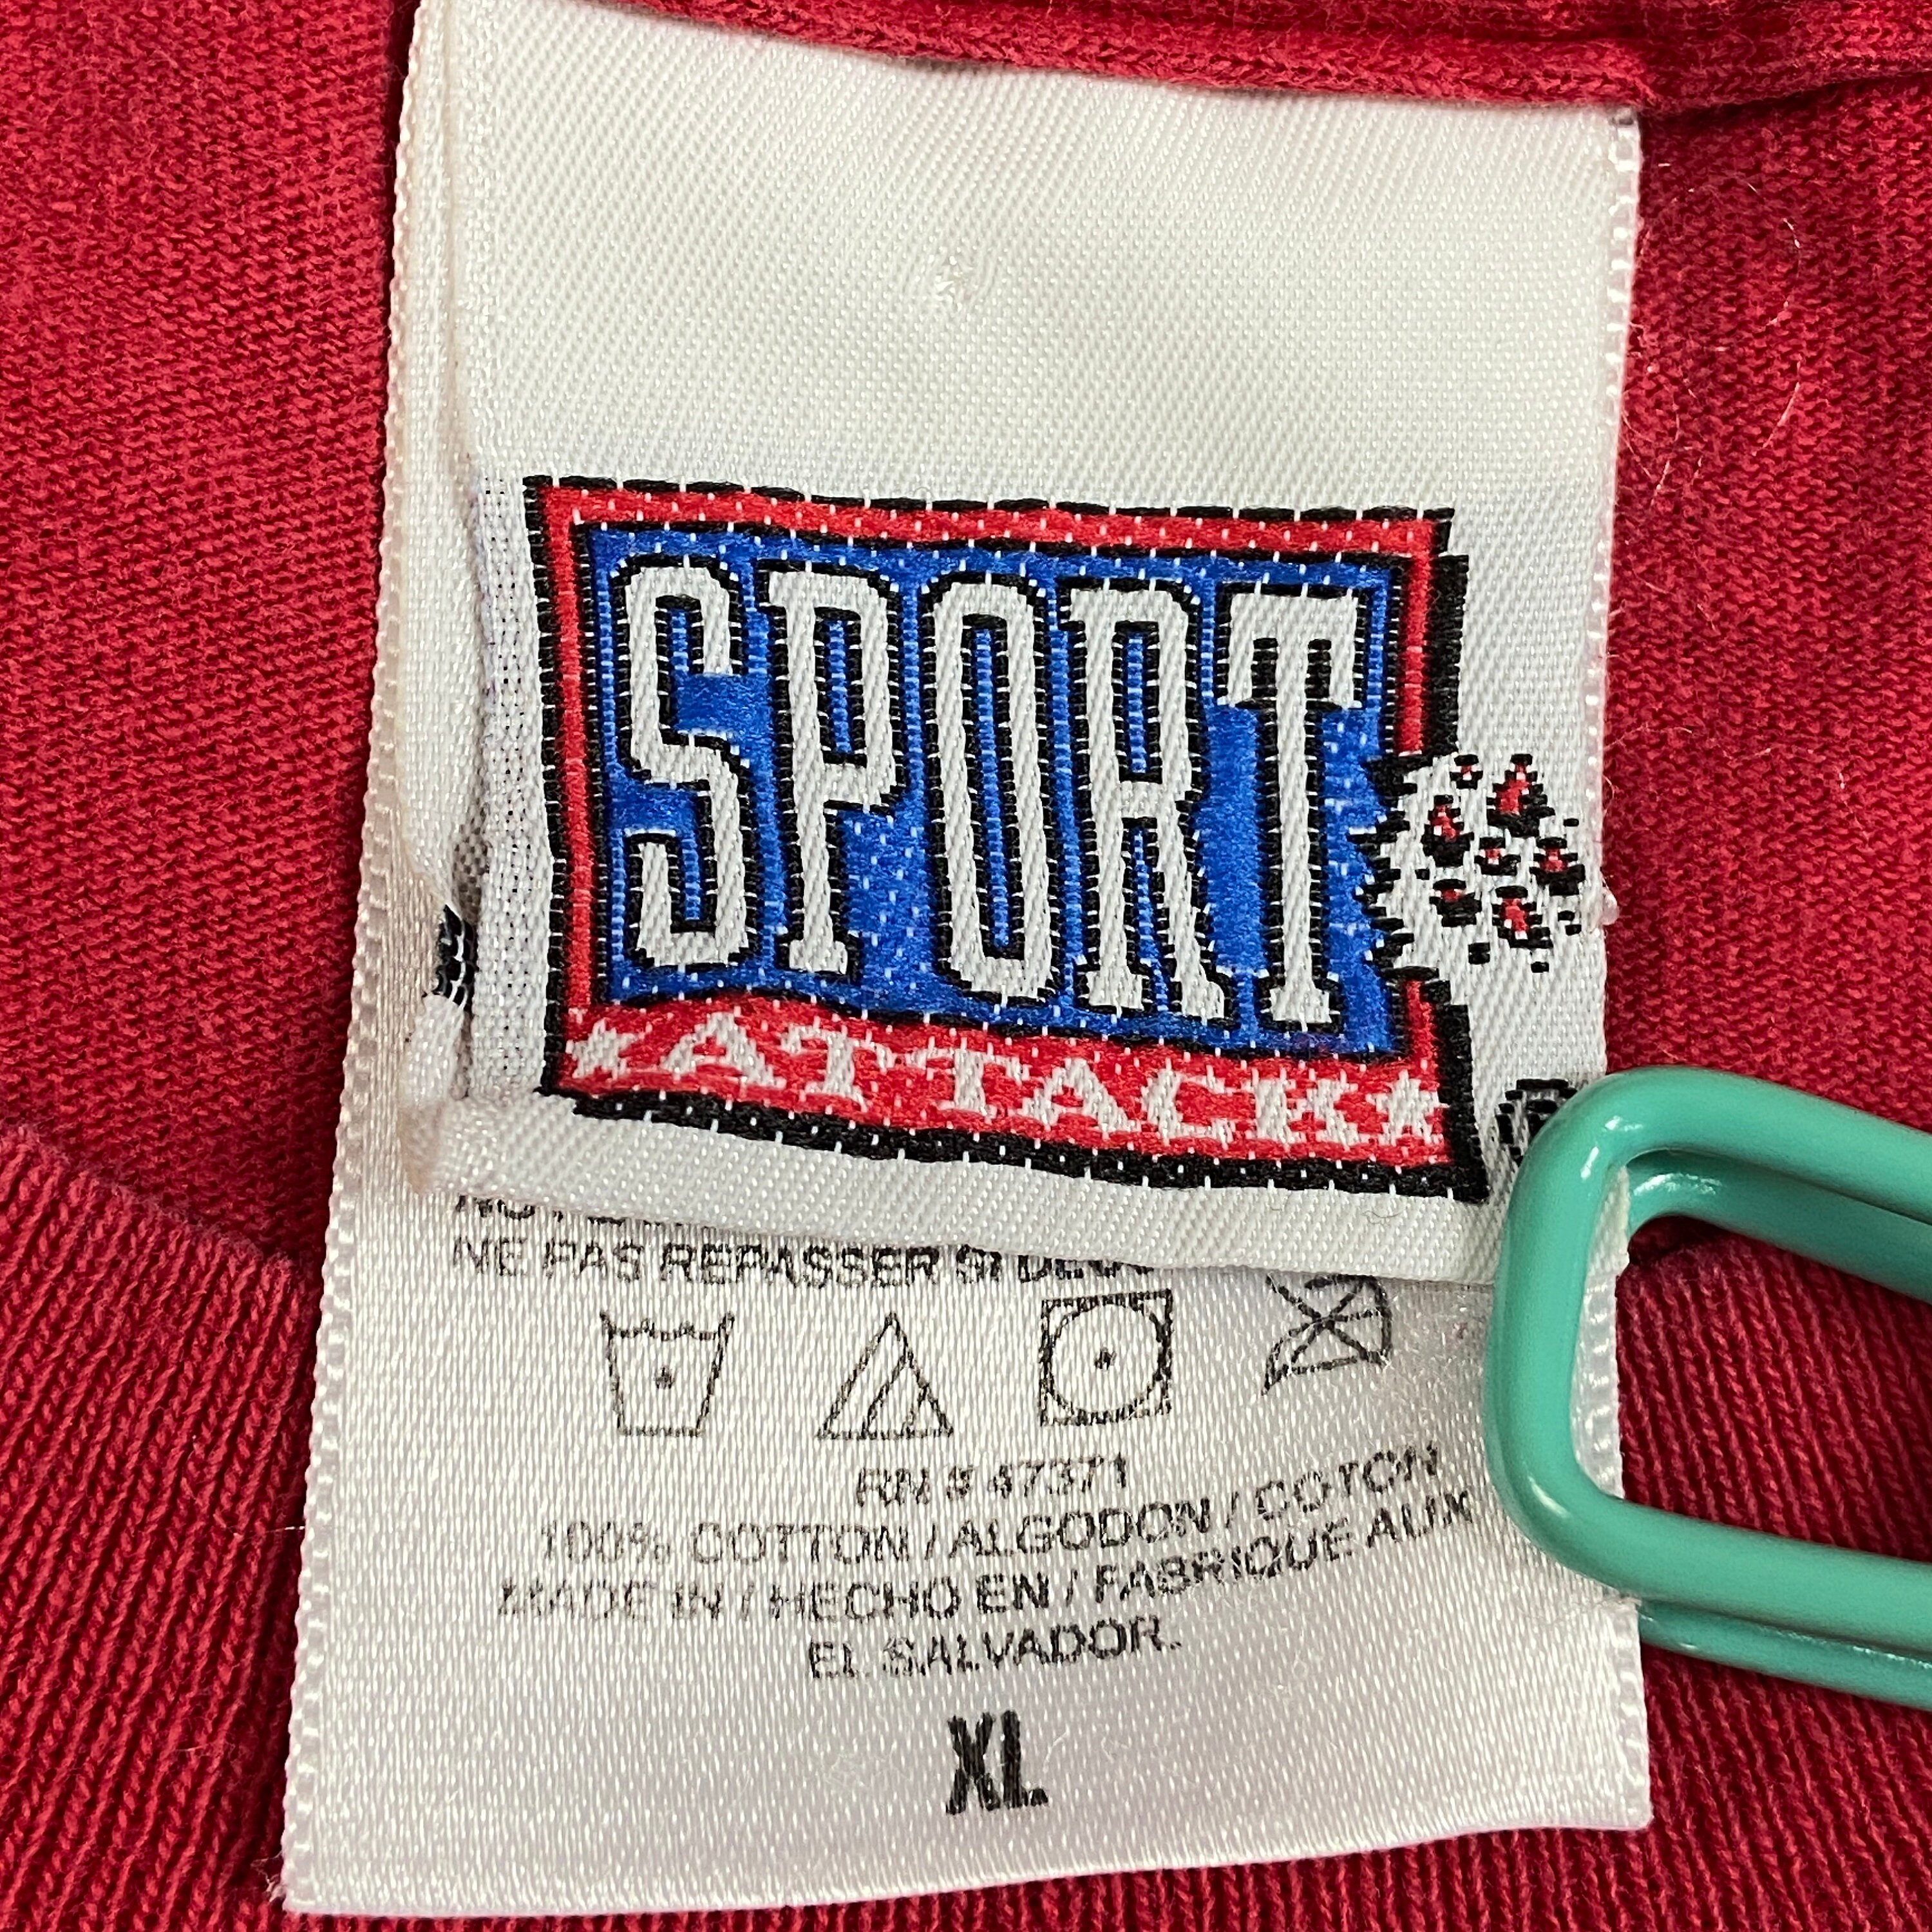 SPORT
ATTACK
NE PAS REPASSER SI
RN # 47371
100% COTTON / ALGODON / COTON
MADE IN / HECHO EN / FABRIQUE AUX
EL SALVADOR.
XL